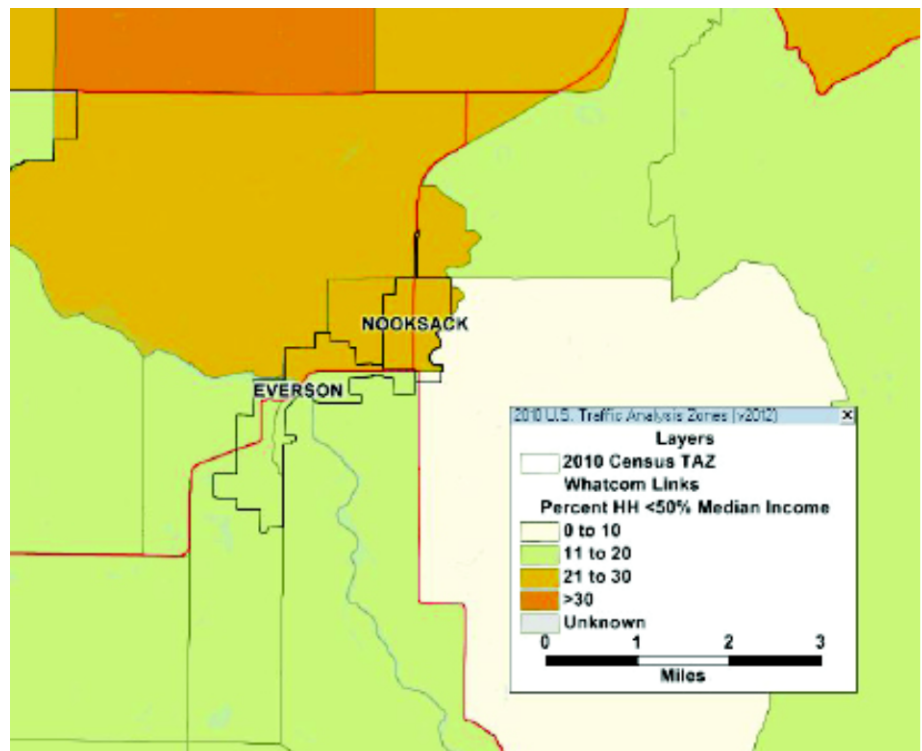 NOOKSACK
EVERSON
2010 U.S. Traffic Analysis Zones (v2012)
Layers
2010 Census TAZ
Whatcom Links
Percent HH <50% Median Income
0 to 10
11 to 20
21 to 30
>30
Unknown
0 1 2 3
Miles